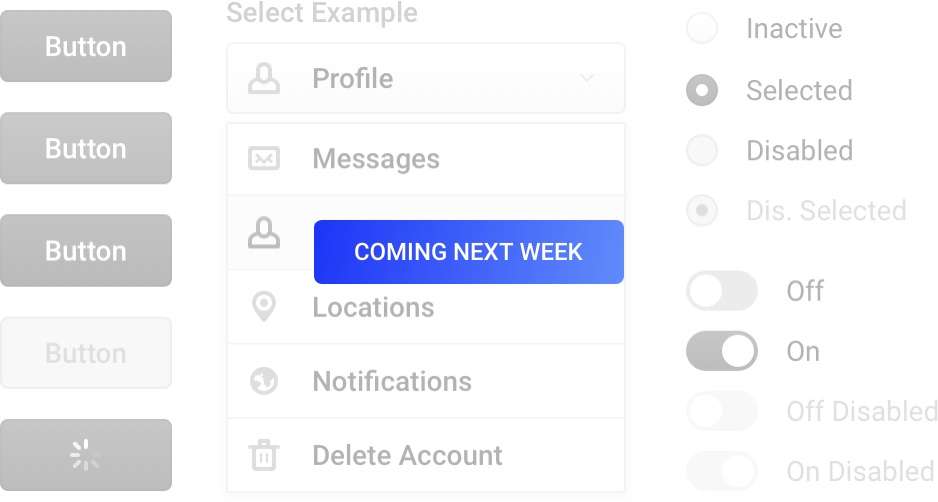 Button
Button
Button
Button
Select Example
Profile
Messages
COMING NEXT WEEK
Locations
Notifications
Delete Account
Inactive
Selected
Disabled
Dis. Selected
Off
On
Off Disabled
On Disabled